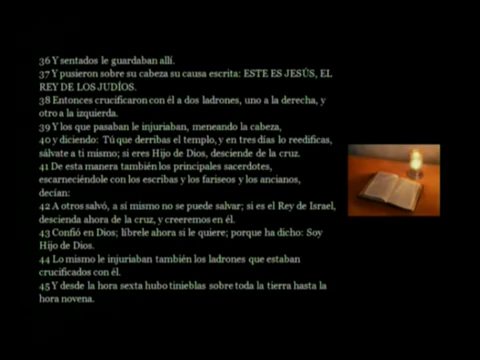 36 Y sentados le guardaban allí.
37 Y pusieron sobre su cabeza su causa escrita: ESTE ES JESÚS, EL
REY DE LOS JUDÍOS.
38 Entonces crucificaron con él a dos ladrones, uno a la derecha, y
otro a la izquierda.
39 Y los que pasaban le injuriaban, meneando la cabeza,
40 y diciendo: Tú que derribas el templo, y en tres días lo reedificas,
sálvate a ti mismo; si eres Hijo de Dios, desciende de la cruz.
41 De esta manera también los principales sacerdotes,
escarneciéndole con los escribas y los fariseos y los ancianos,
decían:
42 A otros salvó, a sí mismo no se puede salvar; si es el Rey de Israel,
descienda ahora de la cruz, y creeremos en él.
43 Confió en Dios; líbrele ahora si le quiere; porque ha dicho: Soy
Hijo de Dios.
44 Lo mismo le injuriaban también los ladrones que estaban
crucificados con él.
45 Y desde la hora sexta hubo tinieblas sobre toda la tierra hasta la
hora novena.